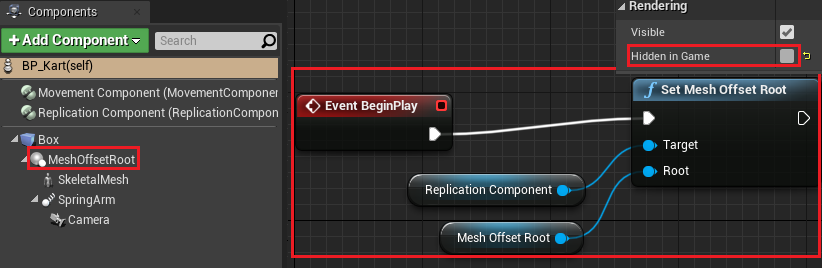 Components
+ Add Component
Search
BP_Kart(self)
Movement Component (MovementCompone
Replication Component (ReplicationCompon
Box
MeshOffsetRoot
SkeletalMesh
SpringArm
Camera
Rendering
Visible
Hidden in Game
Event BeginPlay
f Set Mesh Offset Root
Target
Replication Component
Root
Mesh Offset Root